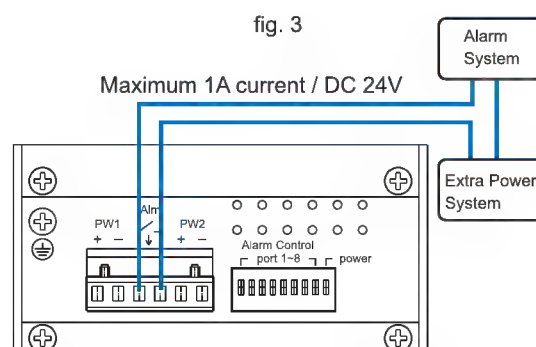 fig. 3
Alarm
System
Maximum 1A current / DC 24V
Extra Power
System
Alm
PW1
PW2
+ − + −
Alarm Control
port 1~8 power